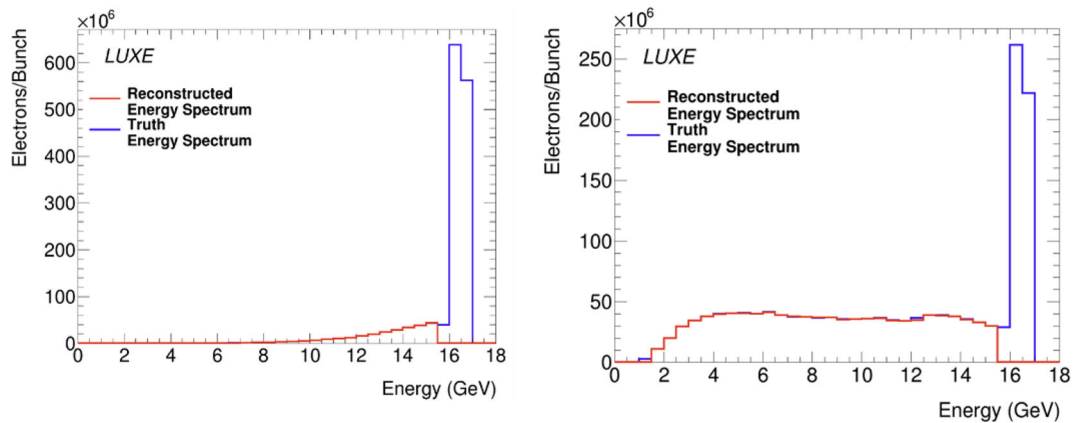 ×10⁶
LUXE
Electrons/Bunch
600
500
400
300
200
100
0
Reconstructed
Energy Spectrum
Truth
Energy Spectrum
0 2 4 6 8 10 12 14 16 18
Energy (GeV)
×10⁶
LUXE
Electrons/Bunch
250
200
150
100
50
0
Reconstructed
Energy Spectrum
Truth
Energy Spectrum
0 2 4 6 8 10 12 14 16 18
Energy (GeV)